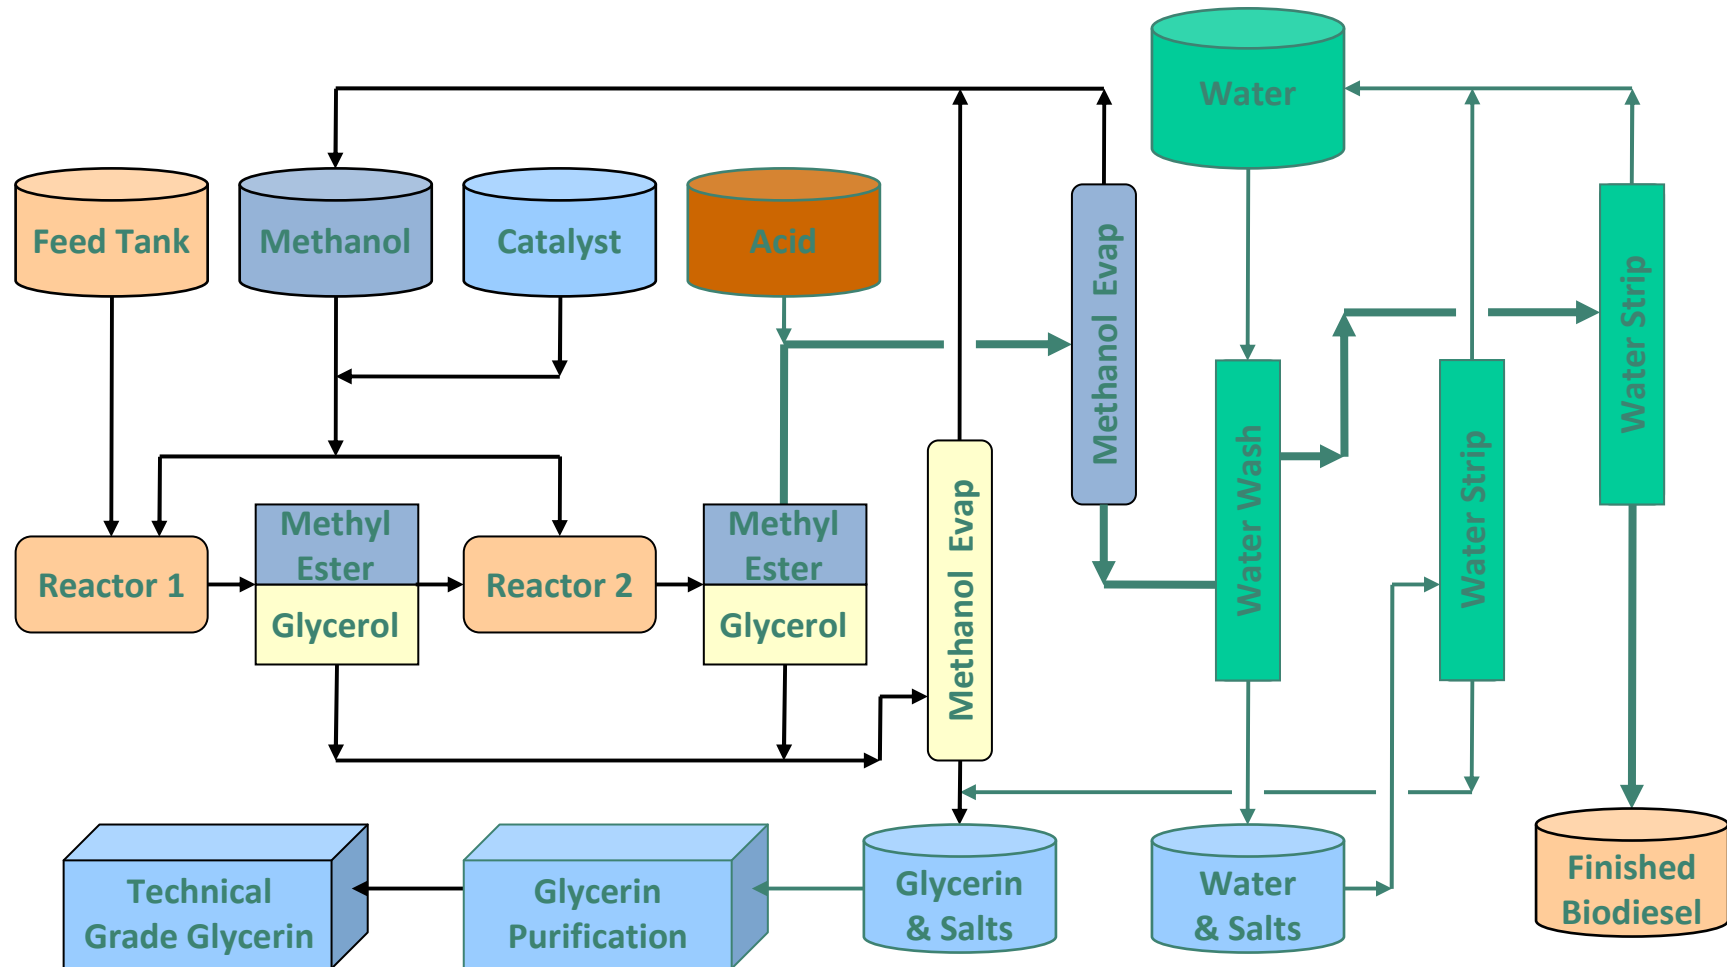 Water
Feed Tank
Methanol
Catalyst
Acid
Methanol Evap
Water Strip
Water Wash
Water Strip
Methanol Evap
Methyl
Ester
Glycerol
Methyl
Ester
Glycerol
Reactor 1
Reactor 2
Technical
Grade Glycerin
Glycerin
Purification
Glycerin
& Salts
Water
& Salts
Finished
Biodiesel